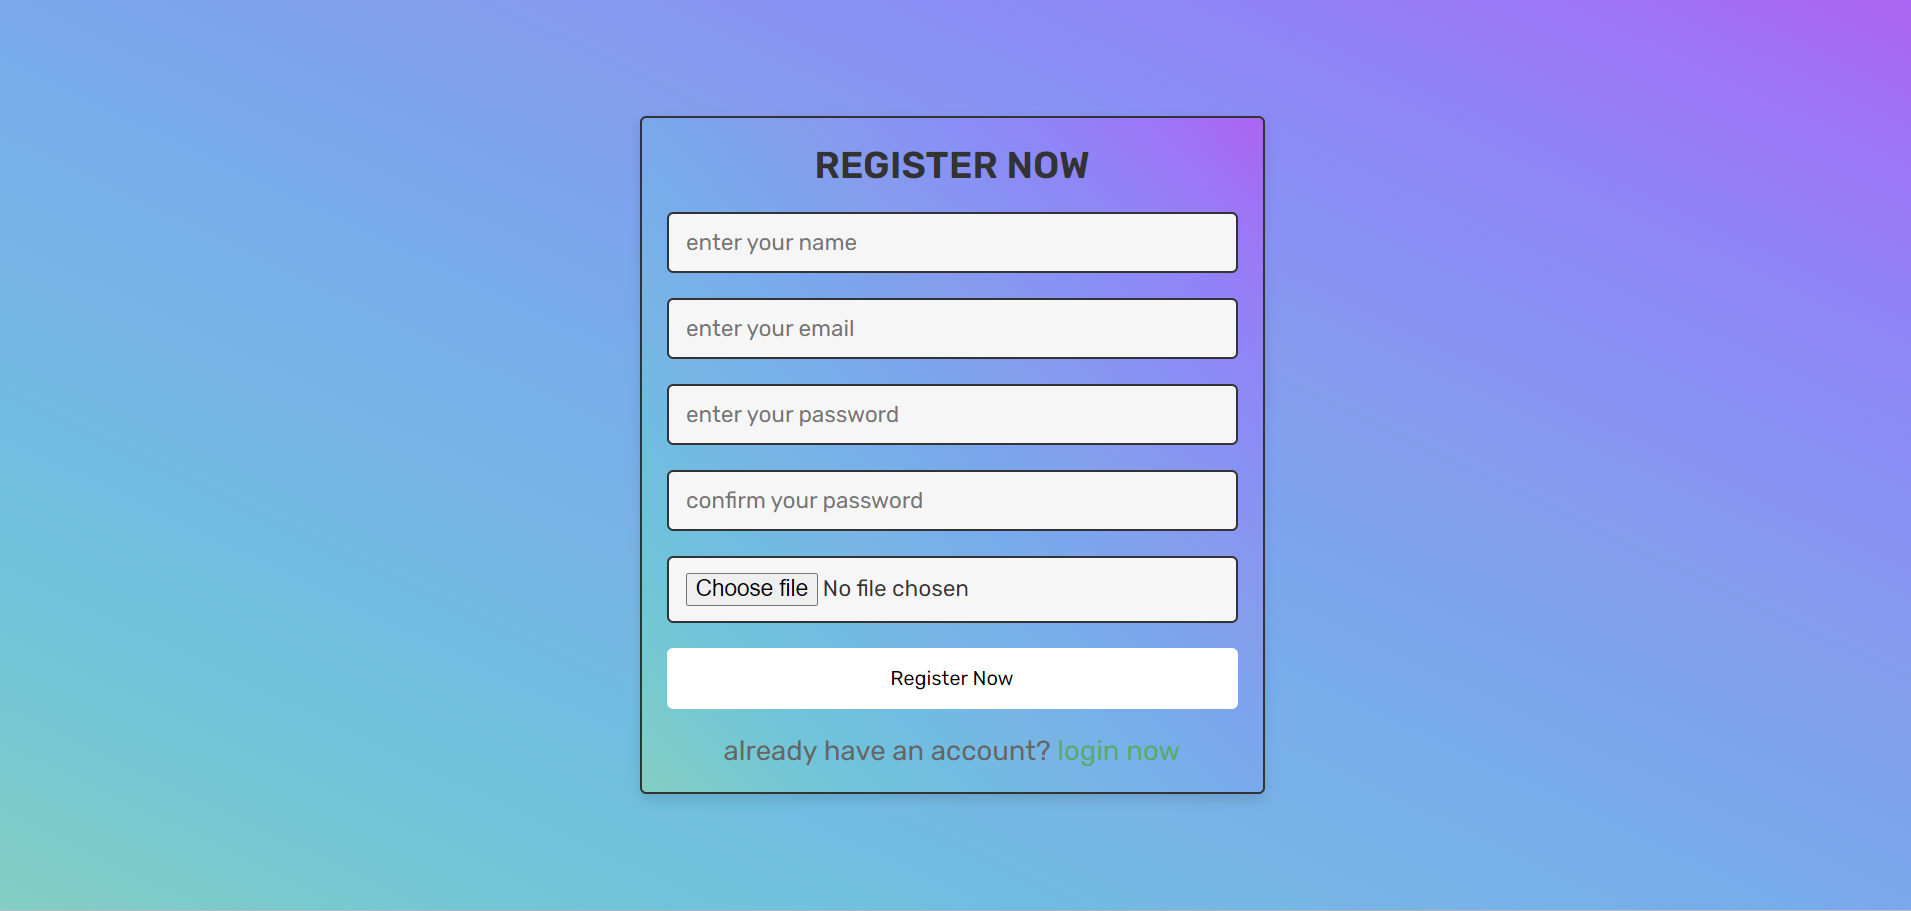 REGISTER NOW
enter your name
enter your email
enter your password
confirm your password
Choose file No file chosen
Register Now
already have an account? login now